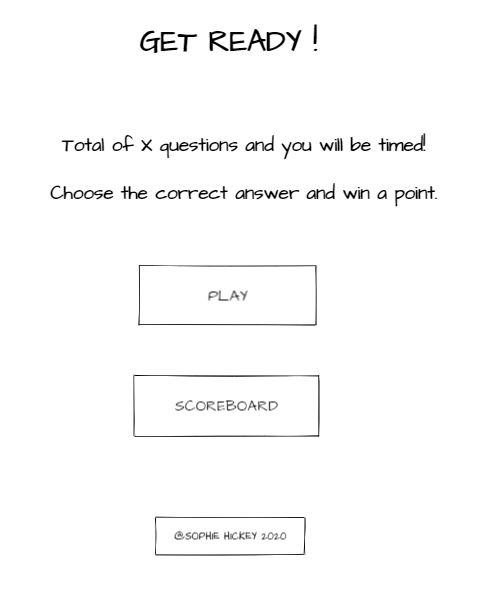 GET READY !
Total of X questions and you will be timed!
Choose the correct answer and win a point.
PLAY
SCOREBOARD
@SOPHIE HICKEY 2020